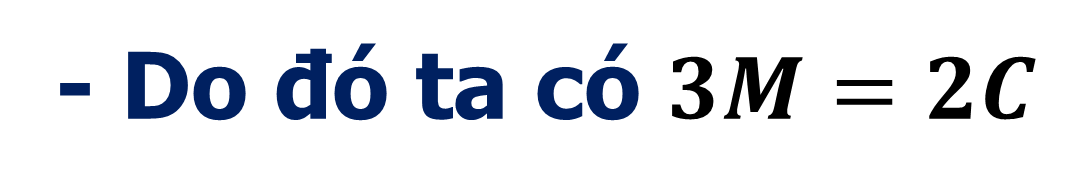 - Do đó ta có 3M = 2C